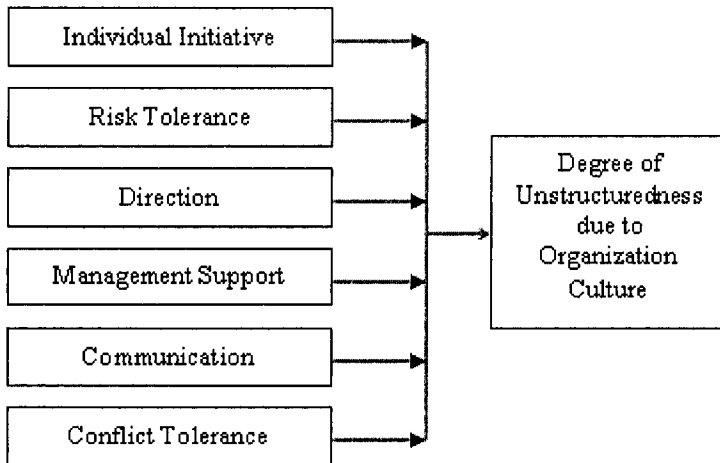 Individual Initiative
Risk Tolerance
Direction
Management Support
Communication
Conflict Tolerance
Degree of
Unstructuredness
due to
Organization
Culture